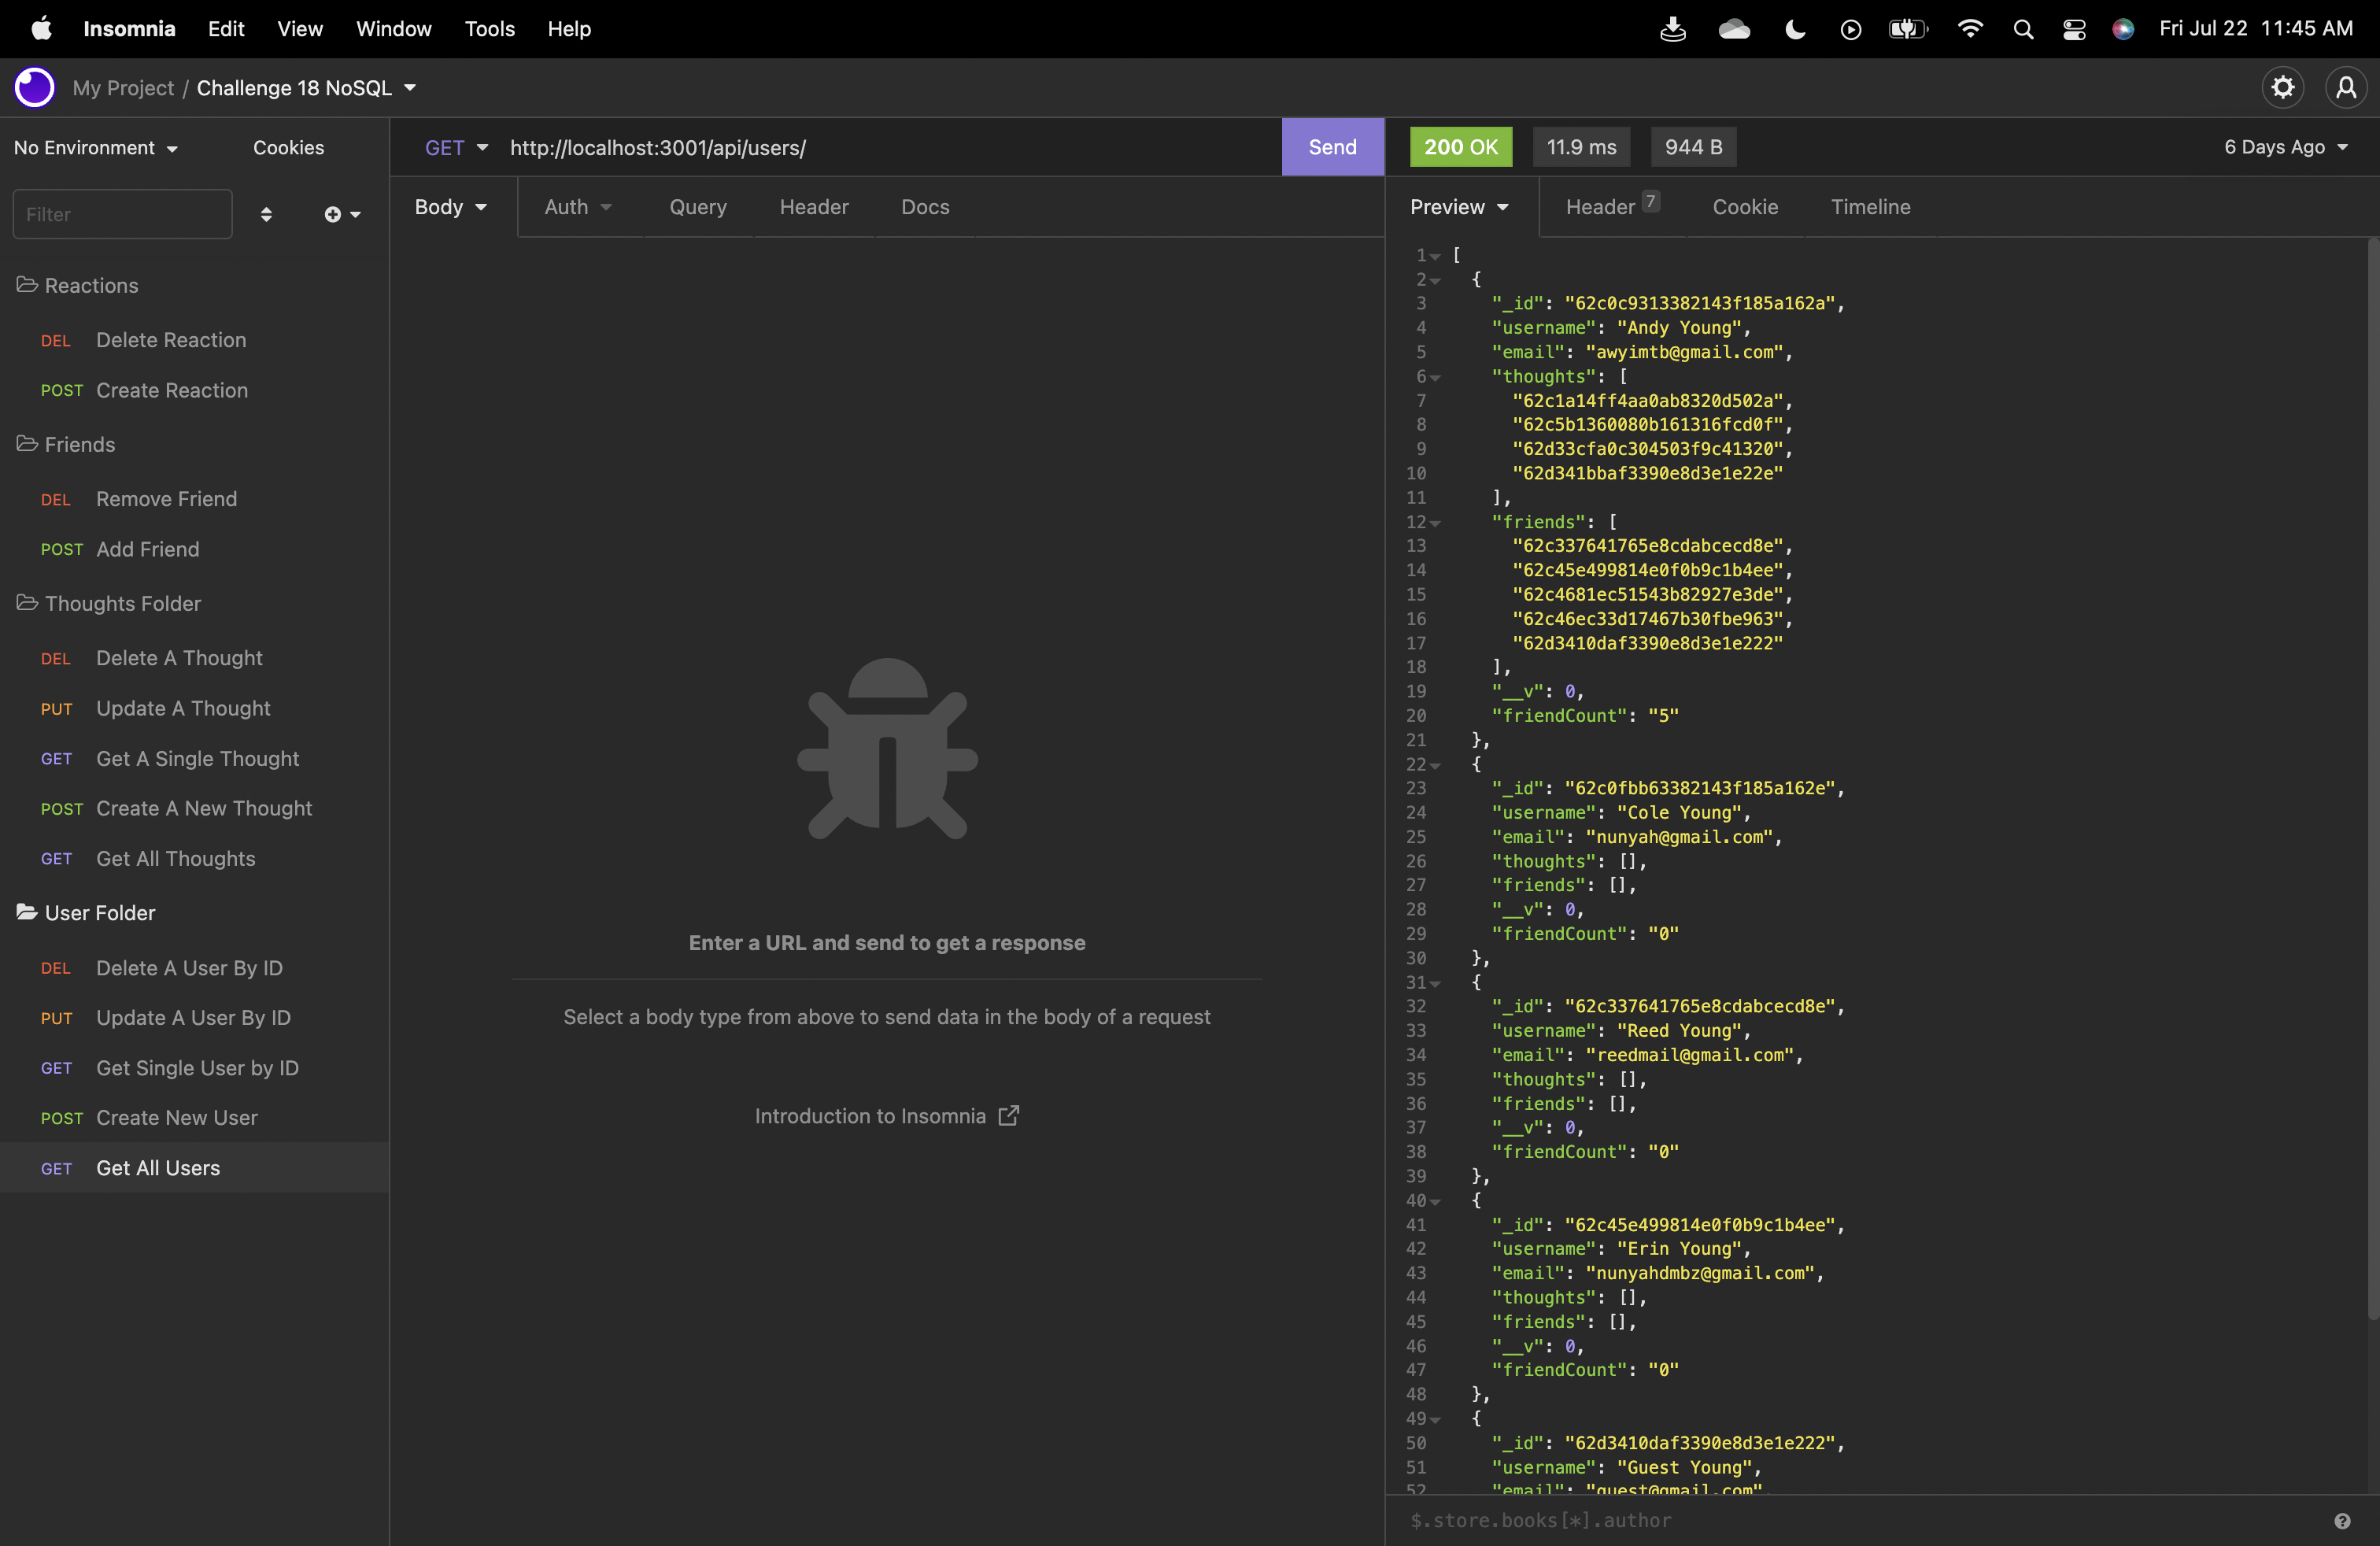 Insomnia Edit View Window Tools Help Fri Jul 22 11:45 AM
My Project / Challenge 18 NoSQL
No Environment Cookies
GET http://localhost:3001/api/users/ Send
200 OK 11.9 ms 944 B 6 Days Ago
Filter
Body Auth Query Header Docs
Preview Header 7 Cookie Timeline
Reactions
DEL Delete Reaction
POST Create Reaction
Friends
DEL Remove Friend
POST Add Friend
Thoughts Folder
DEL Delete A Thought
PUT Update A Thought
GET Get A Single Thought
POST Create A New Thought
GET Get All Thoughts
User Folder
DEL Delete A User By ID
PUT Update A User By ID
GET Get Single User by ID
POST Create New User
GET Get All Users
Enter a URL and send to get a response
Select a body type from above to send data in the body of a request
Introduction to Insomnia
1 [
2 {
3 "_id": "62c0c9313382143f185a162a",
4 "username": "Andy Young",
5 "email": "awyimtb@gmail.com",
6 "thoughts": [
7 "62c1a14ff4aa0ab8320d502a",
8 "62c5b1360080b161316fcd0f",
9 "62d33cfa0c304503f9c41320",
10 "62d341bbaf3390e8d3e1e22e"
11 ],
12 "friends": [
13 "62c337641765e8cdabcecd8e",
14 "62c45e499814e0f0b9c1b4ee",
15 "62c4681ec51543b82927e3de",
16 "62c46ec33d17467b30fbe963",
17 "62d3410daf3390e8d3e1e222"
18 ],
19 "__v": 0,
20 "friendCount": "5"
21 },
22 {
23 "_id": "62c0fbb63382143f185a162e",
24 "username": "Cole Young",
25 "email": "nunyah@gmail.com",
26 "thoughts": [],
27 "friends": [],
28 "__v": 0,
29 "friendCount": "0"
30 },
31 {
32 "_id": "62c337641765e8cdabcecd8e",
33 "username": "Reed Young",
34 "email": "reedmail@gmail.com",
35 "thoughts": [],
36 "friends": [],
37 "__v": 0,
38 "friendCount": "0"
39 },
40 {
41 "_id": "62c45e499814e0f0b9c1b4ee",
42 "username": "Erin Young",
43 "email": "nunyahdmbz@gmail.com",
44 "thoughts": [],
45 "friends": [],
46 "__v": 0,
47 "friendCount": "0"
48 },
49 {
50 "_id": "62d3410daf3390e8d3e1e222",
51 "username": "Guest Young",
52 "email": "guest@gmail.com",
$.store.books[*].author